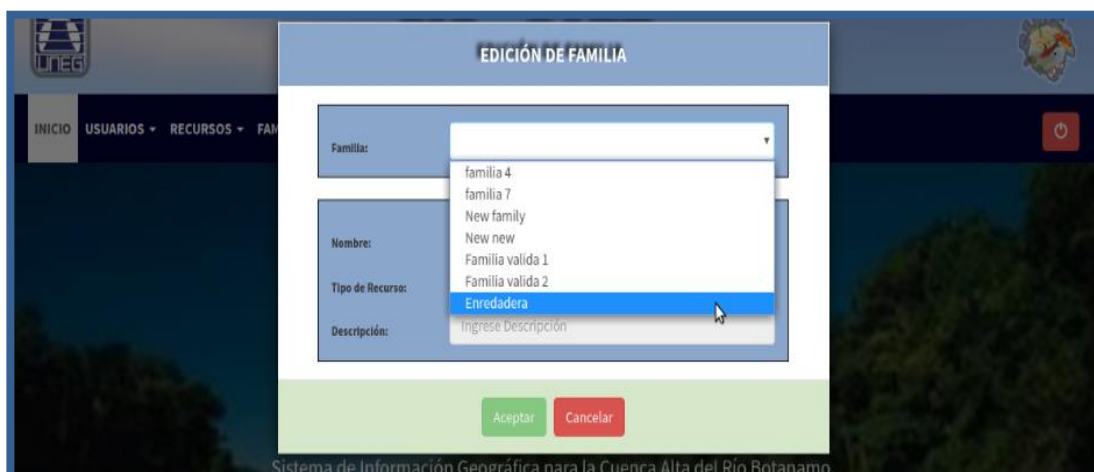 UNEG
EDICIÓN DE FAMILIA
INICIO USUARIOS RECURSOS FAM
Familia:
familia 4
familia 7
New family
New new
Familia valida 1
Familia valida 2
Enredadera
Nombre:
Tipo de Recurso:
Descripción:
Ingrese Descripción
Aceptar Cancelar
Sistema de Información Geográfica para la Cuenca Alta del Río Botanamo